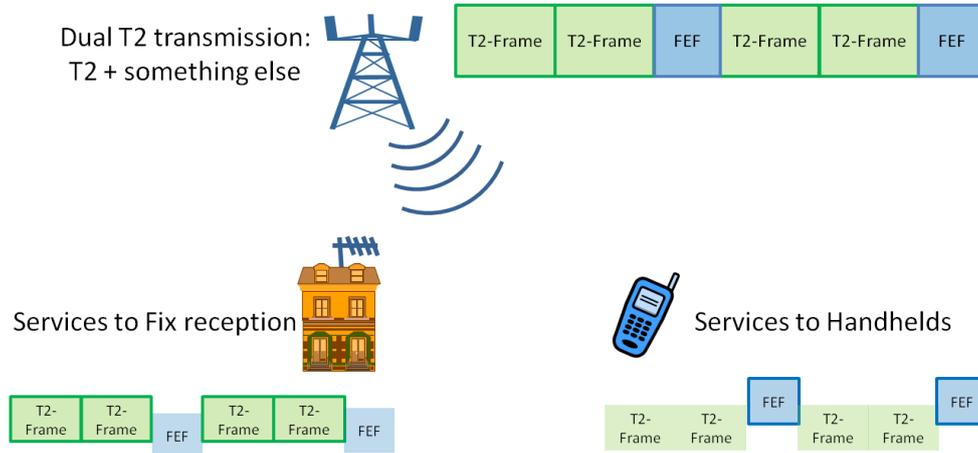 Dual T2 transmission:
T2 + something else
T2-Frame T2-Frame FEF T2-Frame T2-Frame FEF
Services to Fix reception
Services to Handhelds
T2-
Frame
T2-
Frame
FEF
T2-
Frame
T2-
Frame
FEF
T2-
Frame
T2-
Frame
FEF
T2-
Frame
T2-
Frame
FEF